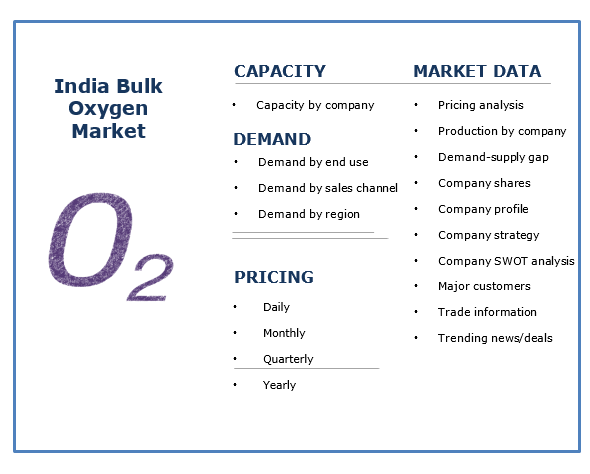 India Bulk
Oxygen
Market
O2
CAPACITY
• Capacity by company
DEMAND
• Demand by end use
• Demand by sales channel
• Demand by region
PRICING
• Daily
• Monthly
• Quarterly
• Yearly
MARKET DATA
• Pricing analysis
• Production by company
• Demand-supply gap
• Company shares
• Company profile
• Company strategy
• Company SWOT analysis
• Major customers
• Trade information
• Trending news/deals